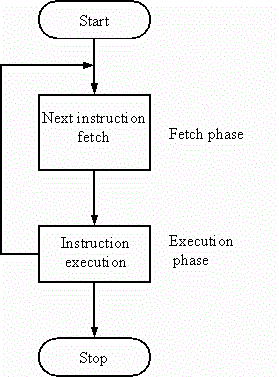 Start
Next instruction
fetch
Fetch phase
Instruction
execution
Execution
phase
Stop